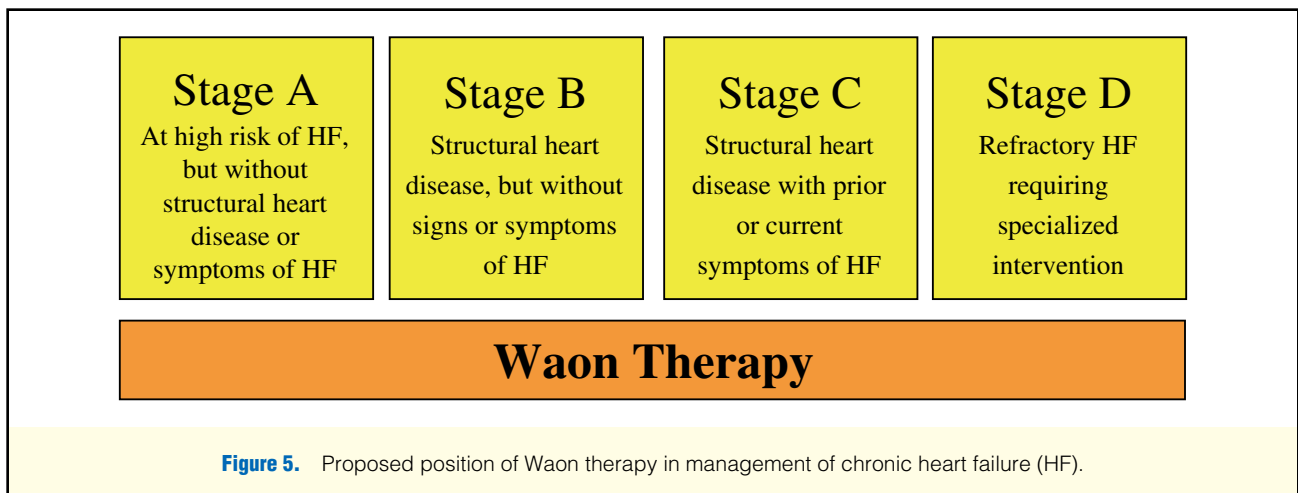 Stage A
At high risk of HF,
but without
structural heart
disease or
symptoms of HF
Stage B
Structural heart
disease, but without
signs or symptoms
of HF
Stage C
Structural heart
disease with prior
or current
symptoms of HF
Stage D
Refractory HF
requiring
specialized
intervention
Waon Therapy
Figure 5. Proposed position of Waon therapy in management of chronic heart failure (HF).